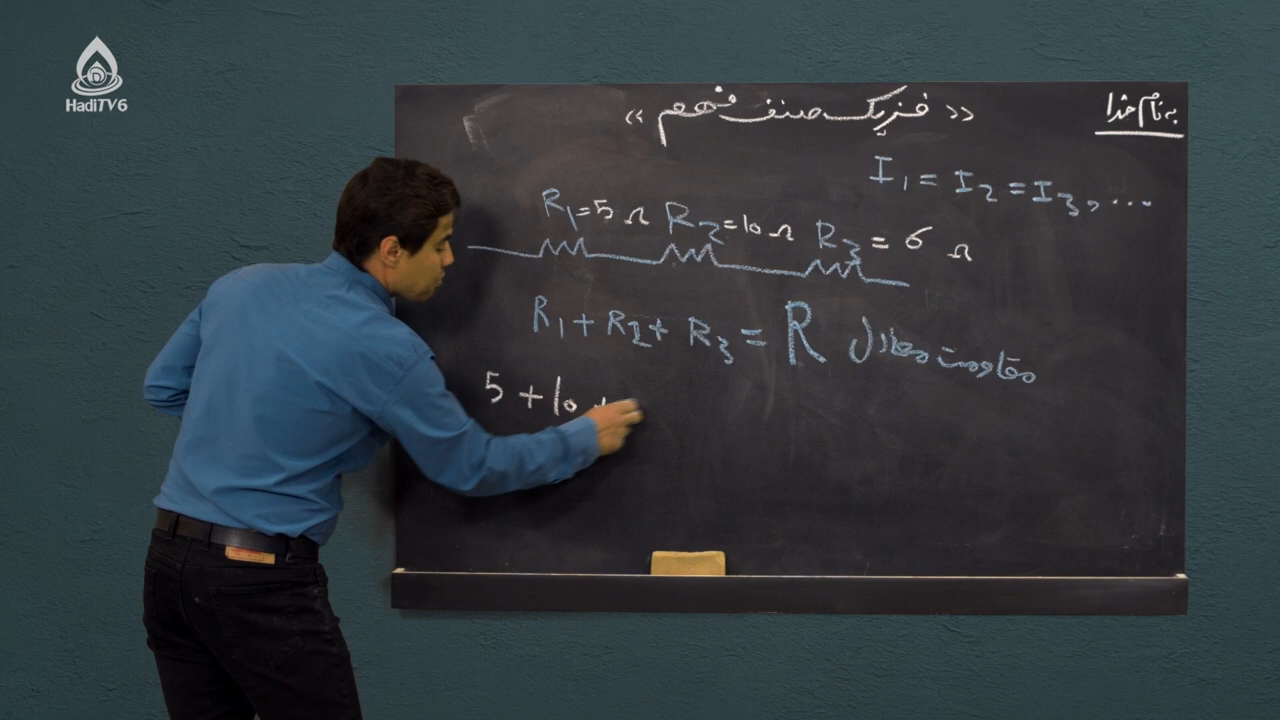 HadiTV6
به نام خدا
« فزیک صنف نهم »
I₁ = I₂ = I₃, ...
R₁=5 Ω R₂=10 Ω R₃ = 6 Ω
R₁ + R₂ + R₃ = R مقاومت معادل
5 + 10 +